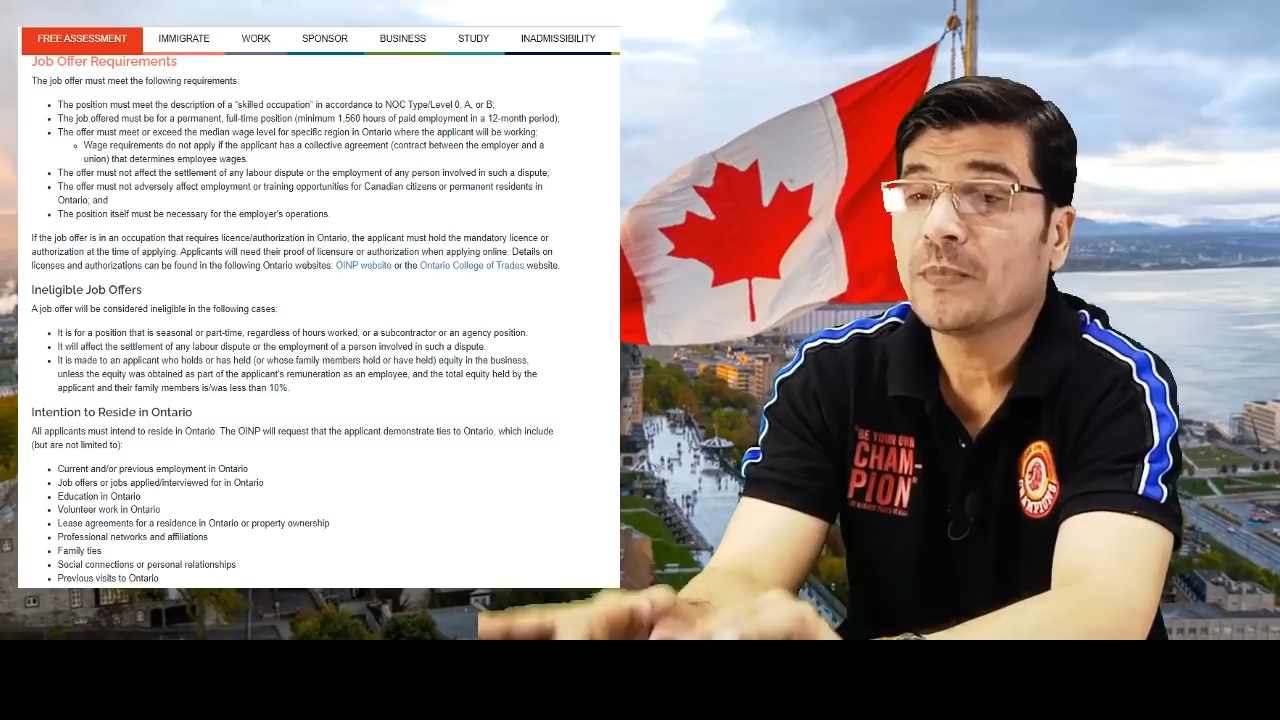 FREE ASSESSMENT IMMIGRATE WORK SPONSOR BUSINESS STUDY INADMISSIBILITY
Job Offer Requirements
The job offer must meet the following requirements:
The position must meet the description of a “skilled occupation” in accordance to NOC Type/Level 0, A, or B;
The job offered must be for a permanent, full-time position (minimum 1,560 hours of paid employment in a 12-month period);
The offer must meet or exceed the median wage level for specific region in Ontario where the applicant will be working;
Wage requirements do not apply if the applicant has a collective agreement (contract between the employer and a
union) that determines employee wages.
The offer must not affect the settlement of any labour dispute or the employment of any person involved in such a dispute;
The offer must not adversely affect employment or training opportunities for Canadian citizens or permanent residents in
Ontario; and
The position itself must be necessary for the employer's operations.
If the job offer is in an occupation that requires licence/authorization in Ontario, the applicant must hold the mandatory licence or
authorization at the time of applying. Applicants will need their proof of licensure or authorization when applying online. Details on
licenses and authorizations can be found in the following Ontario websites: OINP website or the Ontario College of Trades website.
Ineligible Job Offers
A job offer will be considered ineligible in the following cases:
It is for a position that is seasonal or part-time, regardless of hours worked, or a subcontractor or an agency position.
It will affect the settlement of any labour dispute or the employment of a person involved in such a dispute.
It is made to an applicant who holds or has held (or whose family members hold or have held) equity in the business,
unless the equity was obtained as part of the applicant's remuneration as an employee, and the total equity held by the
applicant and their family members is/was less than 10%.
Intention to Reside in Ontario
All applicants must intend to reside in Ontario. The OINP will request that the applicant demonstrate ties to Ontario, which include
(but are not limited to):
Current and/or previous employment in Ontario
Job offers or jobs applied/interviewed for in Ontario
Education in Ontario
Volunteer work in Ontario
Lease agreements for a residence in Ontario or property ownership
Professional networks and affiliations
Family ties
Social connections or personal relationships
Previous visits to Ontario
"BE YOUR OWN
CHAM-
PION"
CHAMPIONS